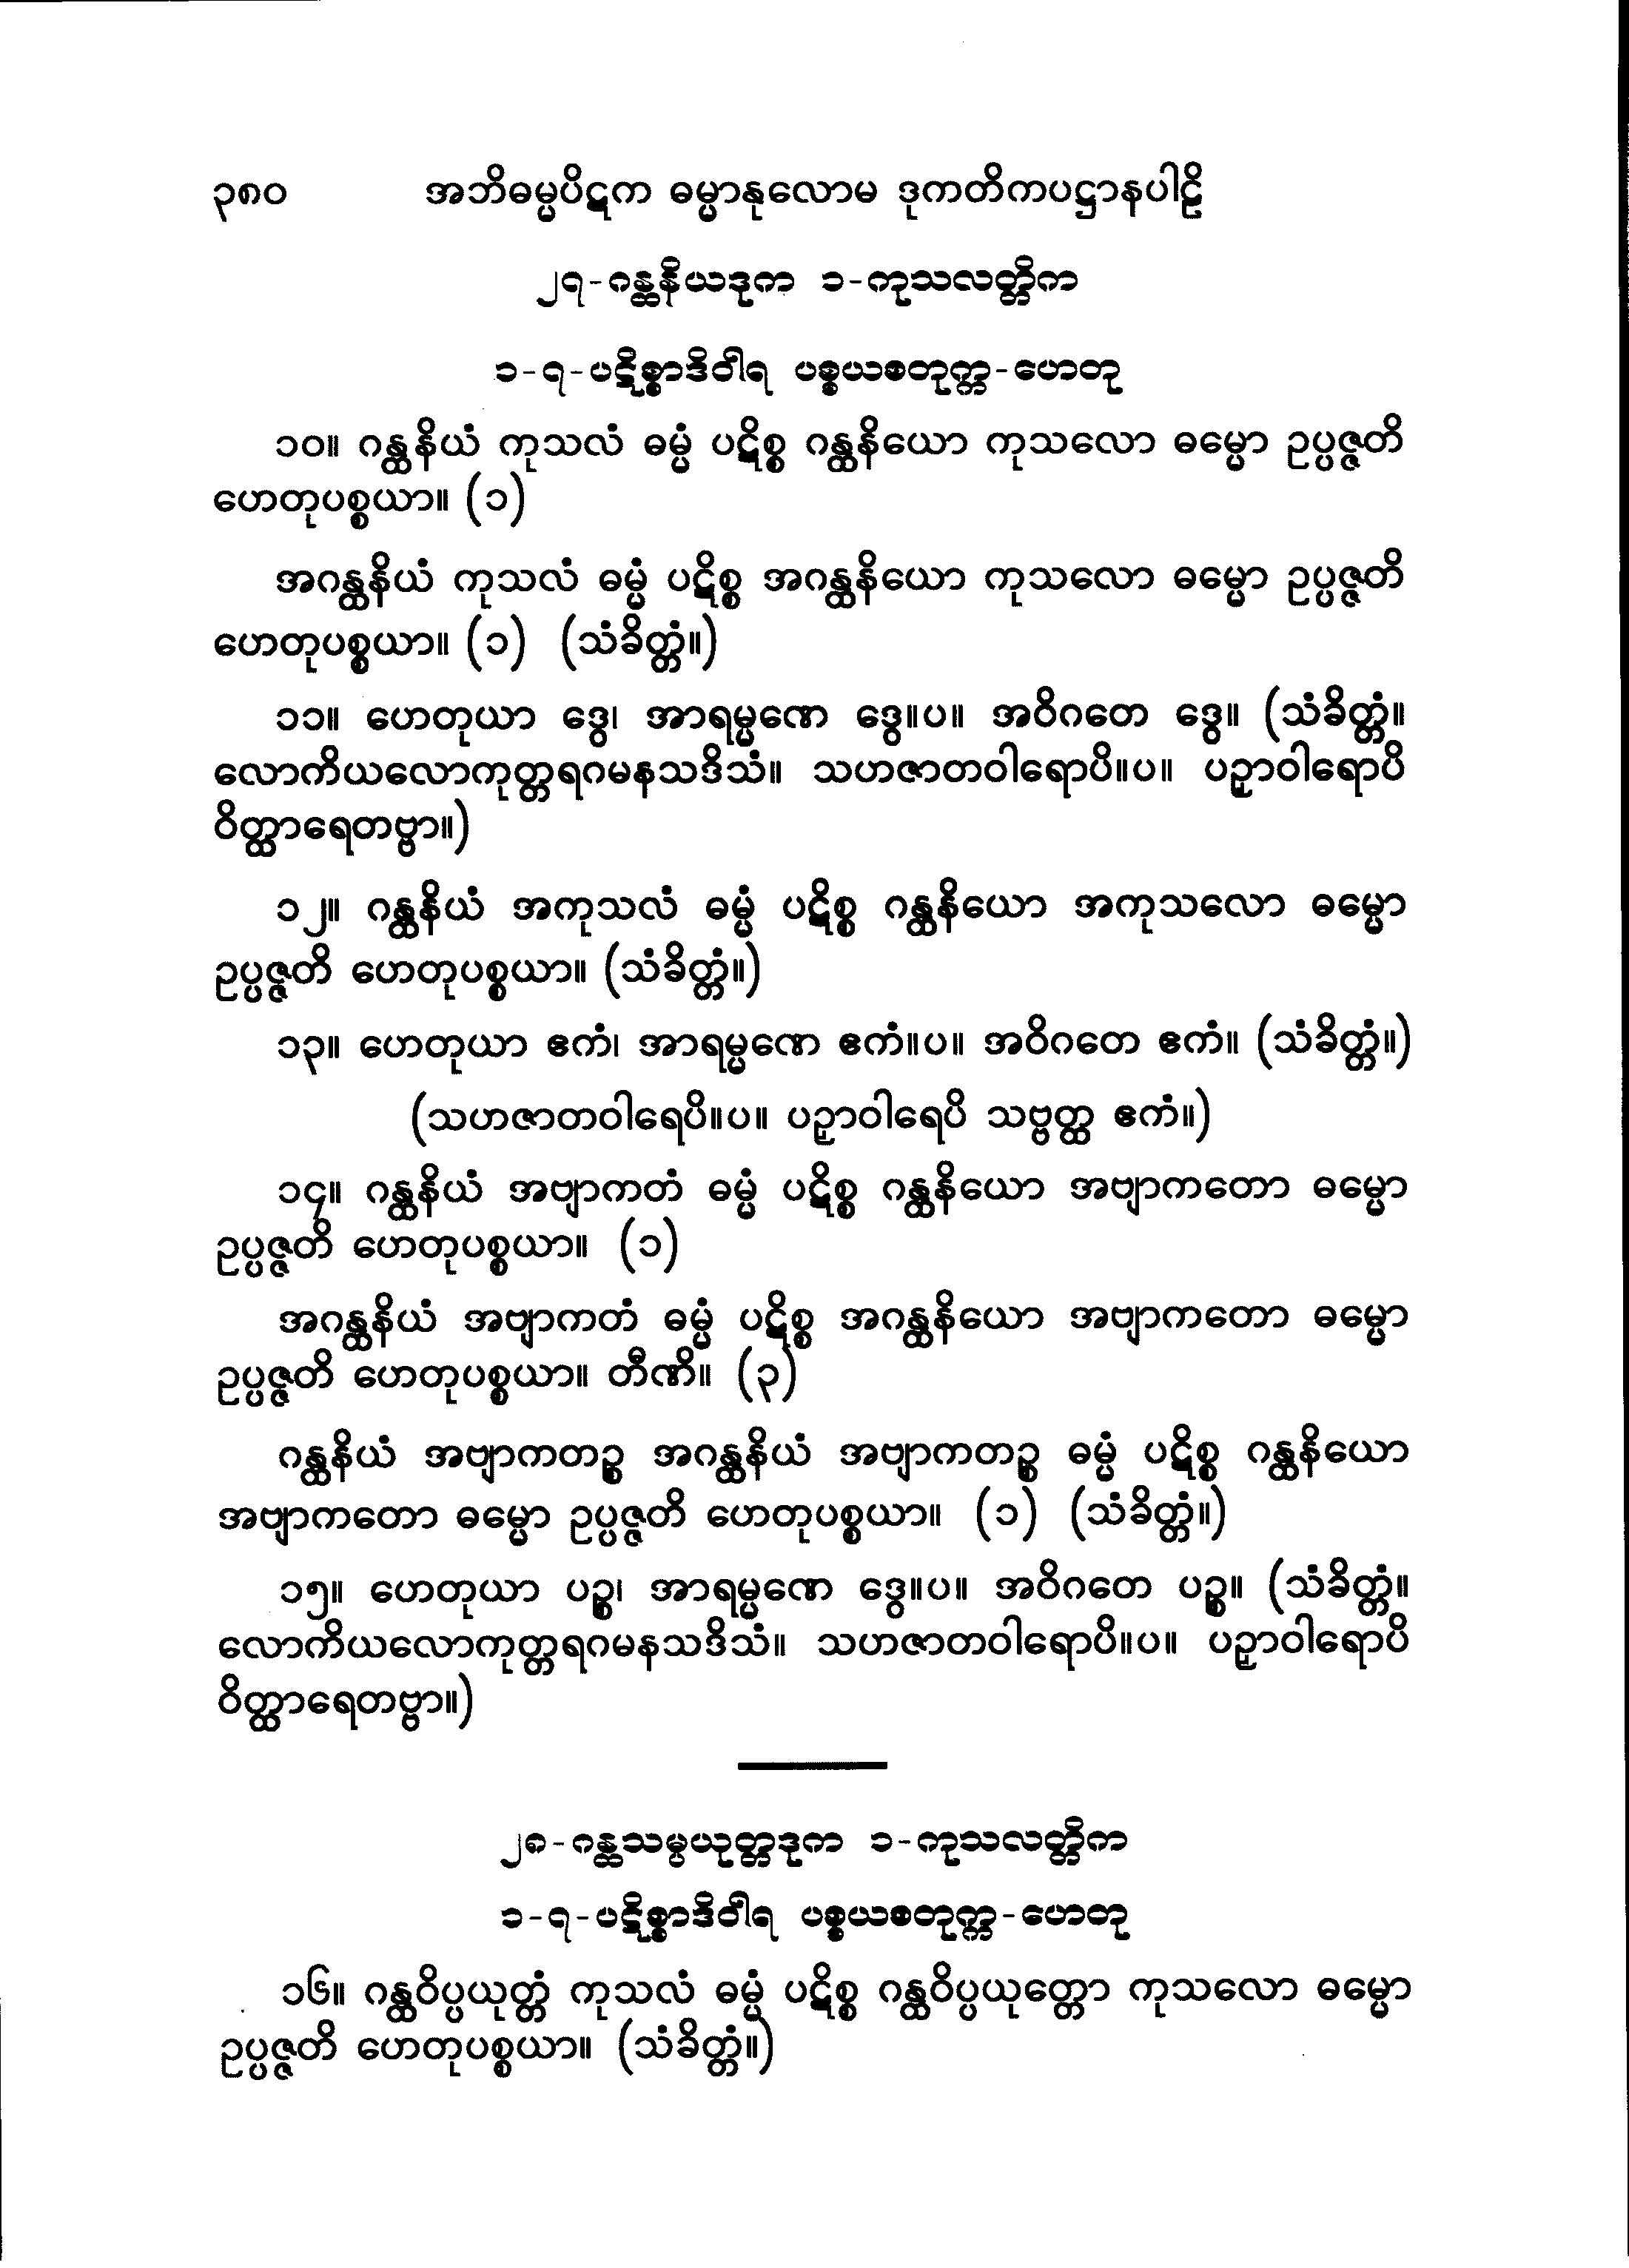 ၃၈၀ အဘိဓမ္မပိဋက ဓမ္မာနုလောမ ဒုကတိကပဋ္ဌာနပါဠိ
၂၇-ဂန္ထနိယဒုက ၁-ကုသလတ္တိက
၁-၇-ပဋိစ္စာဒိဝါရ ပစ္စယစတုက္က-ဟေတု
၁၀။ ဂန္ထနိယံ ကုသလံ ဓမ္မံ ပဋိစ္စ ဂန္ထနိယော ကုသလော ဓမ္မော ဥပ္ပဇ္ဇတိ
ဟေတုပစ္စယာ။ (၁)
အဂန္ထနိယံ ကုသလံ ဓမ္မံ ပဋိစ္စ အဂန္ထနိယော ကုသလော ဓမ္မော ဥပ္ပဇ္ဇတိ
ဟေတုပစ္စယာ။ (၁) (သံခိတ္တံ။)
၁၁။ ဟေတုယာ ဒွေ၊ အာရမ္မဏေ ဒွေ။ပ။ အဝိဂတေ ဒွေ။ (သံခိတ္တံ။
လောကိယလောကုတ္တရဂမနသဒိသံ။ သဟဇာတဝါရောပိ။ပ။ ပဉှာဝါရောပိ
ဝိတ္ထာရေတဗ္ဗာ။)
၁၂။ ဂန္ထနိယံ အကုသလံ ဓမ္မံ ပဋိစ္စ ဂန္ထနိယော အကုသလော ဓမ္မော
ဥပ္ပဇ္ဇတိ ဟေတုပစ္စယာ။ (သံခိတ္တံ။)
၁၃။ ဟေတုယာ ဧကံ၊ အာရမ္မဏေ ဧကံ။ပ။ အဝိဂတေ ဧကံ။ (သံခိတ္တံ။)
(သဟဇာတဝါရေပိ။ပ။ ပဉှာဝါရေပိ သဗ္ဗတ္ထ ဧကံ။)
၁၄။ ဂန္ထနိယံ အဗျာကတံ ဓမ္မံ ပဋိစ္စ ဂန္ထနိယော အဗျာကတော ဓမ္မော
ဥပ္ပဇ္ဇတိ ဟေတုပစ္စယာ။ (၁)
အဂန္ထနိယံ အဗျာကတံ ဓမ္မံ ပဋိစ္စ အဂန္ထနိယော အဗျာကတော ဓမ္မော
ဥပ္ပဇ္ဇတိ ဟေတုပစ္စယာ။ တီဏိ။ (၃)
ဂန္ထနိယံ အဗျာကတဉ္စ အဂန္ထနိယံ အဗျာကတဉ္စ ဓမ္မံ ပဋိစ္စ ဂန္ထနိယော
အဗျာကတော ဓမ္မော ဥပ္ပဇ္ဇတိ ဟေတုပစ္စယာ။ (၁) (သံခိတ္တံ။)
၁၅။ ဟေတုယာ ပဉ္စ၊ အာရမ္မဏေ ဒွေ။ပ။ အဝိဂတေ ပဉ္စ။ (သံခိတ္တံ။
လောကိယလောကုတ္တရဂမနသဒိသံ။ သဟဇာတဝါရောပိ။ပ။ ပဉှာဝါရောပိ
ဝိတ္ထာရေတဗ္ဗာ။)
၂၈-ဂန္ထသမ္ပယုတ္တဒုက ၁-ကုသလတ္တိက
၁-၇-ပဋိစ္စာဒိဝါရ ပစ္စယစတုက္က-ဟေတု
၁၆။ ဂန္ထဝိပ္ပယုတ္တံ ကုသလံ ဓမ္မံ ပဋိစ္စ ဂန္ထဝိပ္ပယုတ္တော ကုသလော ဓမ္မော
ဥပ္ပဇ္ဇတိ ဟေတုပစ္စယာ။ (သံခိတ္တံ။)